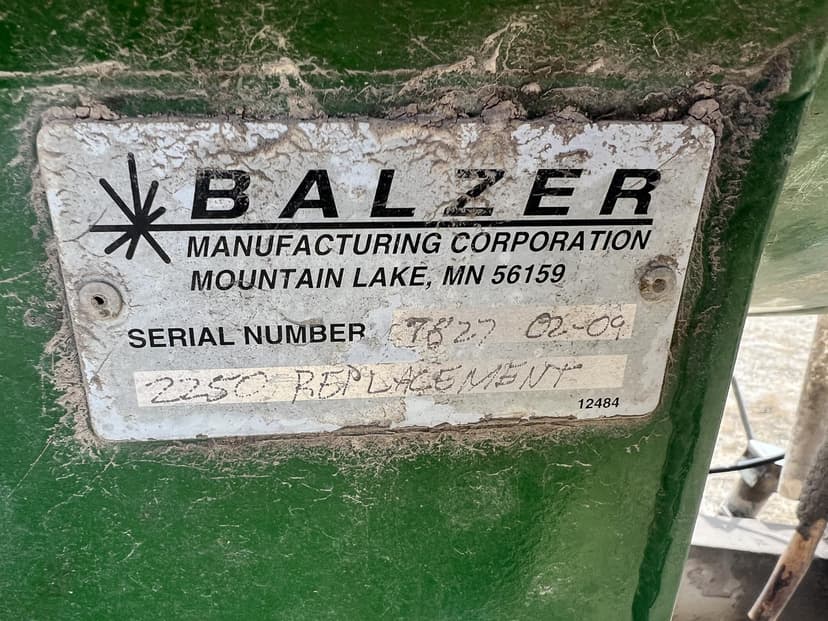 BALZER
MANUFACTURING CORPORATION
MOUNTAIN LAKE, MN 56159
SERIAL NUMBER 7827 02-09
2250 REPLACEMENT
12484